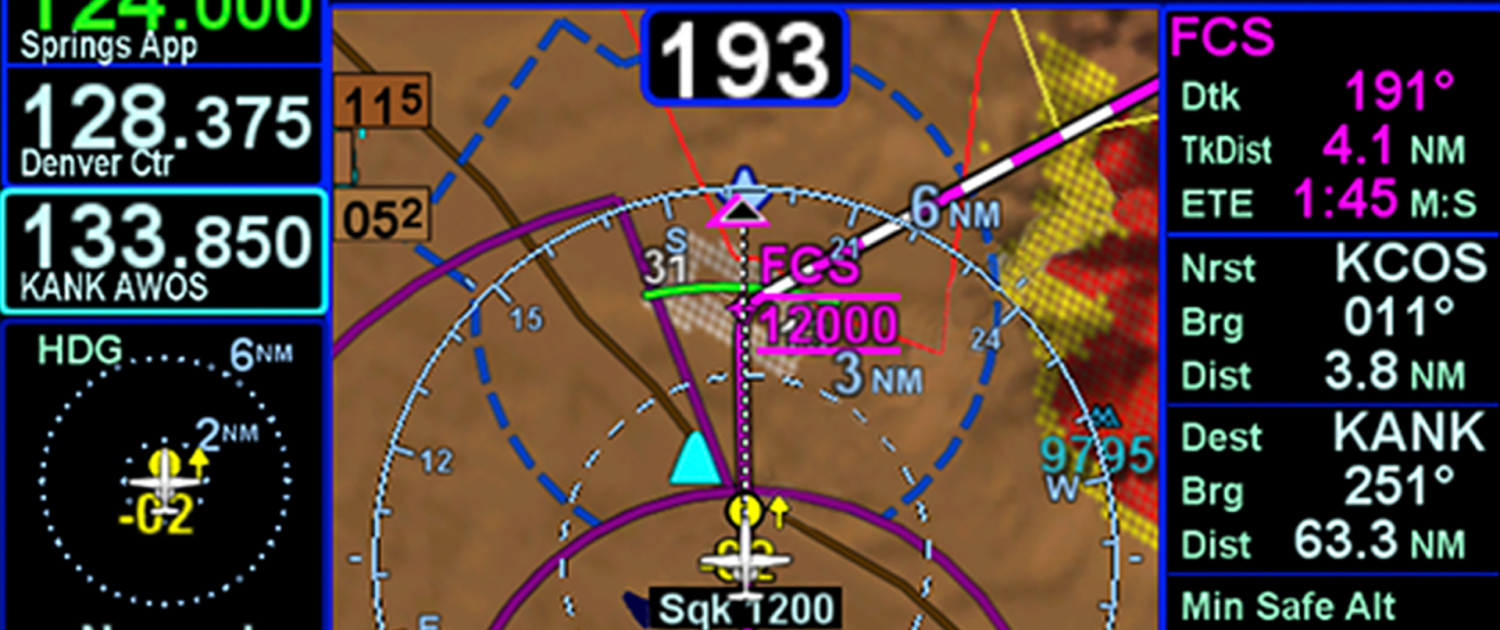 124.000
Springs App
128.375
Denver Ctr
133.850
KANK AWOS
HDG
6NM
2NM
-02
193
115
052
6NM
S
31
21
FCS
12000
15
24
3NM
12
9795
W
E
Sqk 1200
FCS
Dtk 191°
TkDist 4.1 NM
ETE 1:45 M:S
Nrst KCOS
Brg 011°
Dist 3.8 NM
Dest KANK
Brg 251°
Dist 63.3 NM
Min Safe Alt